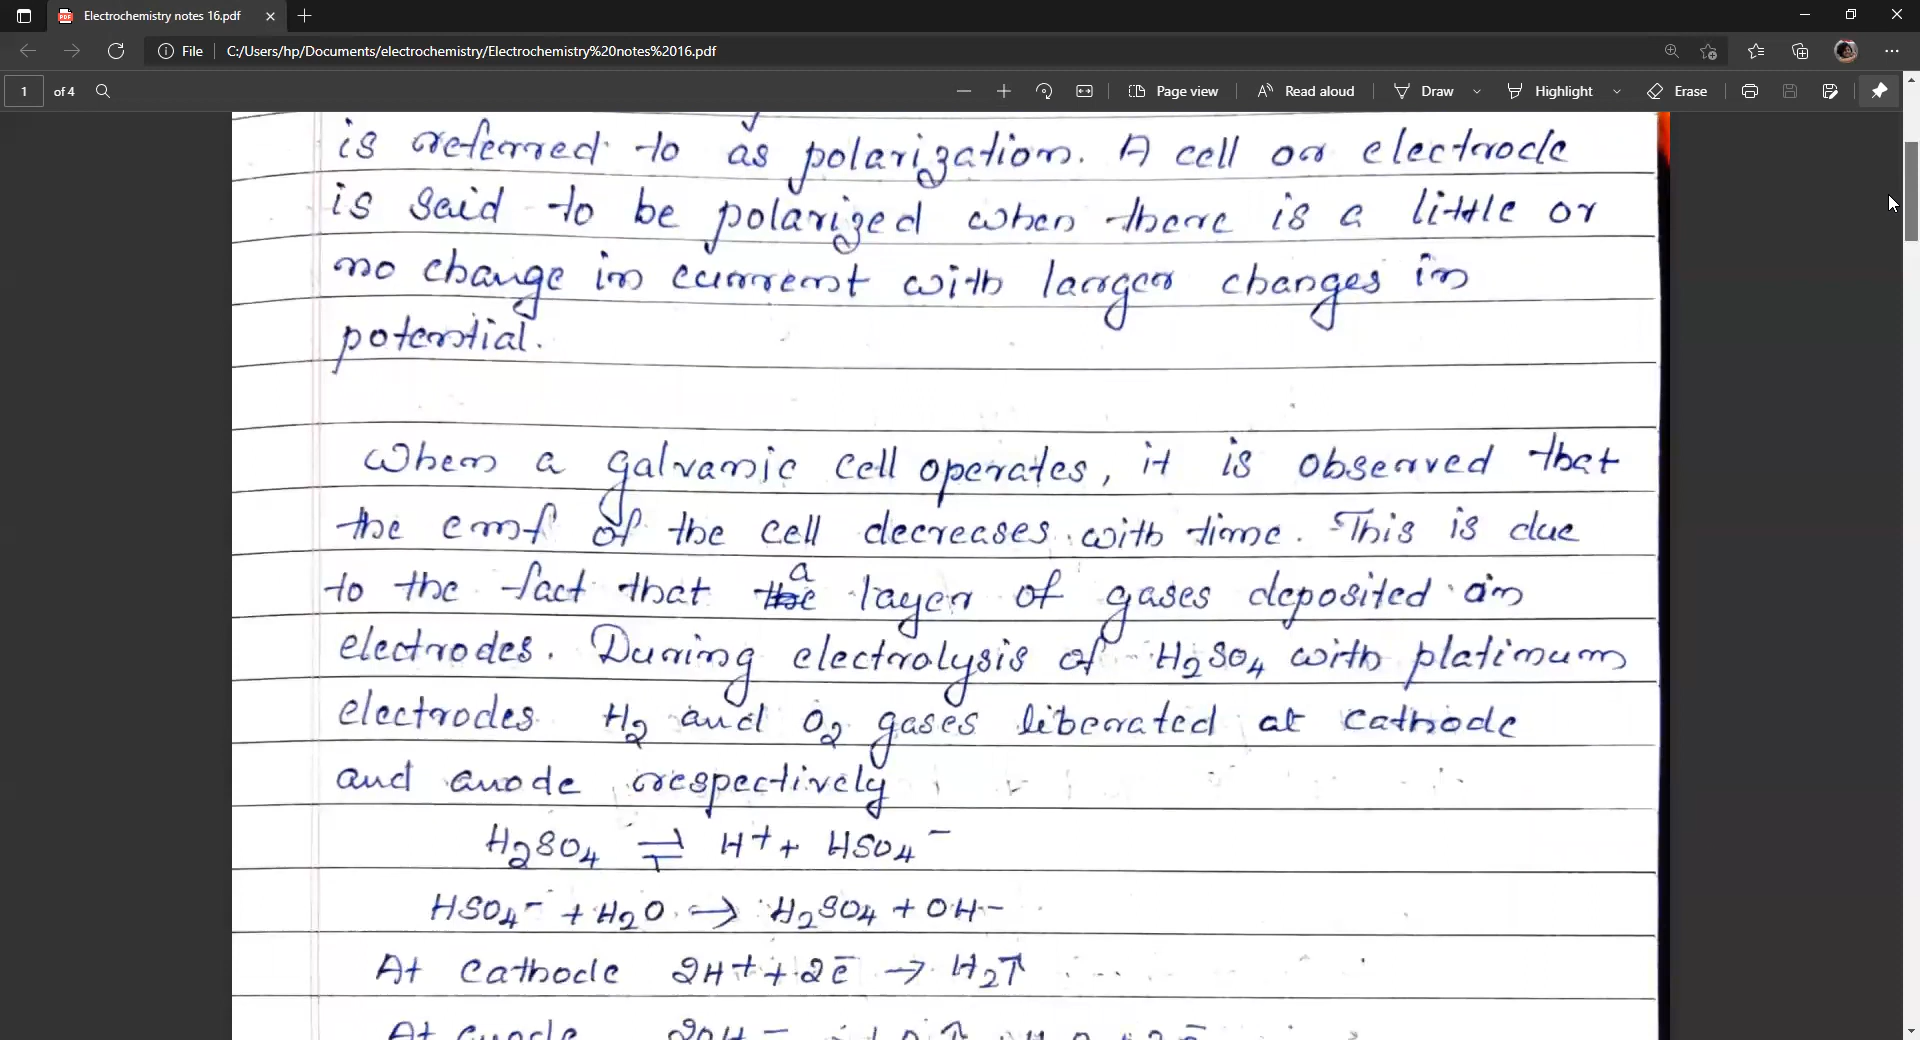 Electrochemistry notes 16.pdf
File C:/Users/hp/Documents/electrochemistry/Electrochemistry%20notes%2016.pdf
1 of 4 Page view Read aloud Draw Highlight Erase
is referred to as polarization. A cell or electrode
is said to be polarized when there is a little or
no change in current with larger changes in
potential.
When a galvanic cell operates, it is observed that
the emf of the cell decreases with time. This is due
to the fact that a layer of gases deposited on
electrodes. During electrolysis of H2SO4 with platinum
electrodes H2 and O2 gases liberated at cathode
and anode respectively
H2SO4 ⇌ H+ + HSO4-
HSO4- + H2O → H2SO4 + OH-
At cathode 2H+ + 2e- → H2↑
At anode